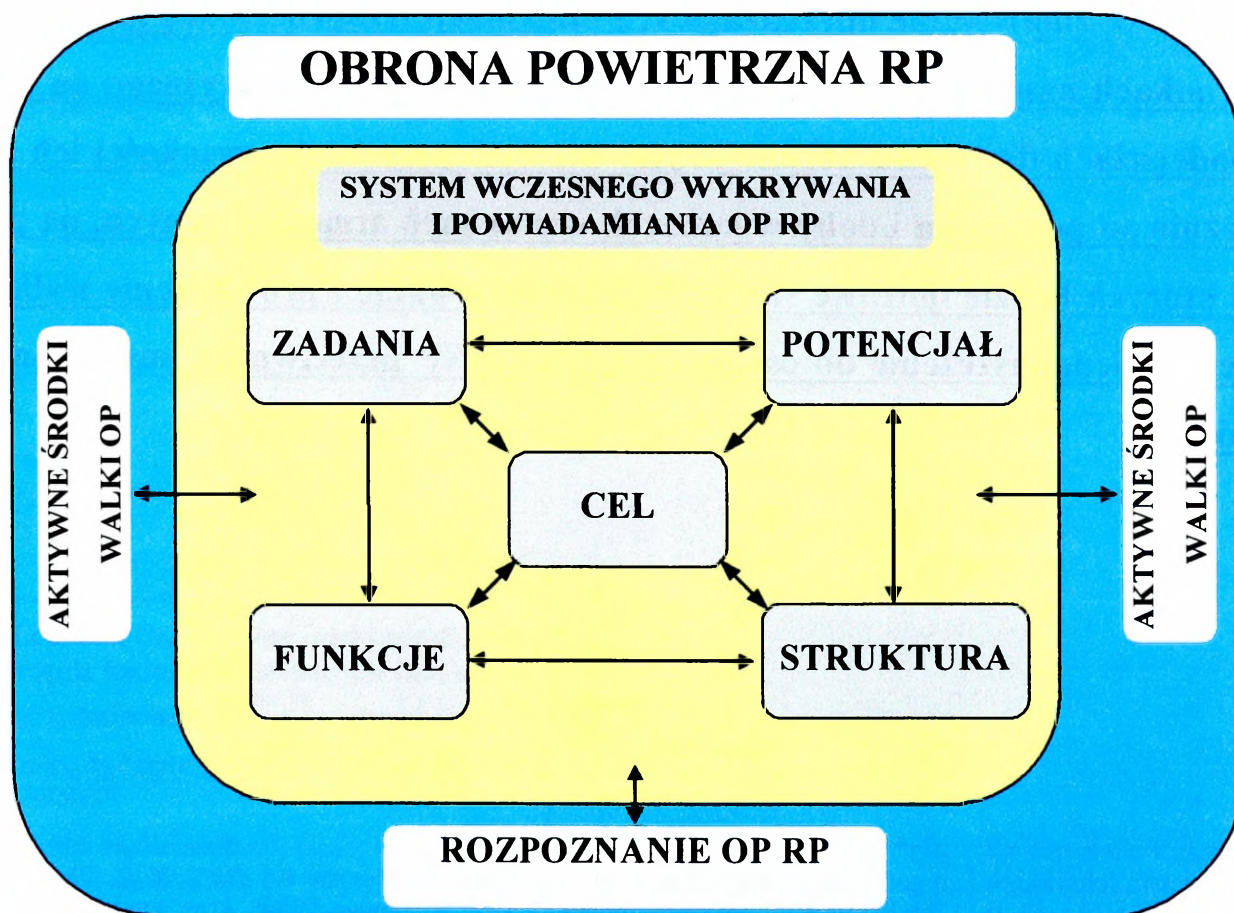 OBRONA POWIETRZNA RP
SYSTEM WCZESNEGO WYKRYWANIA
I POWIADAMIANIA OP RP
ZADANIA
POTENCJAŁ
AKTYWNE ŚRODKI
WALKI OP
CEL
AKTYWNE ŚRODKI
WALKI OP
FUNKCJE
STRUKTURA
ROZPOZNANIE OP RP